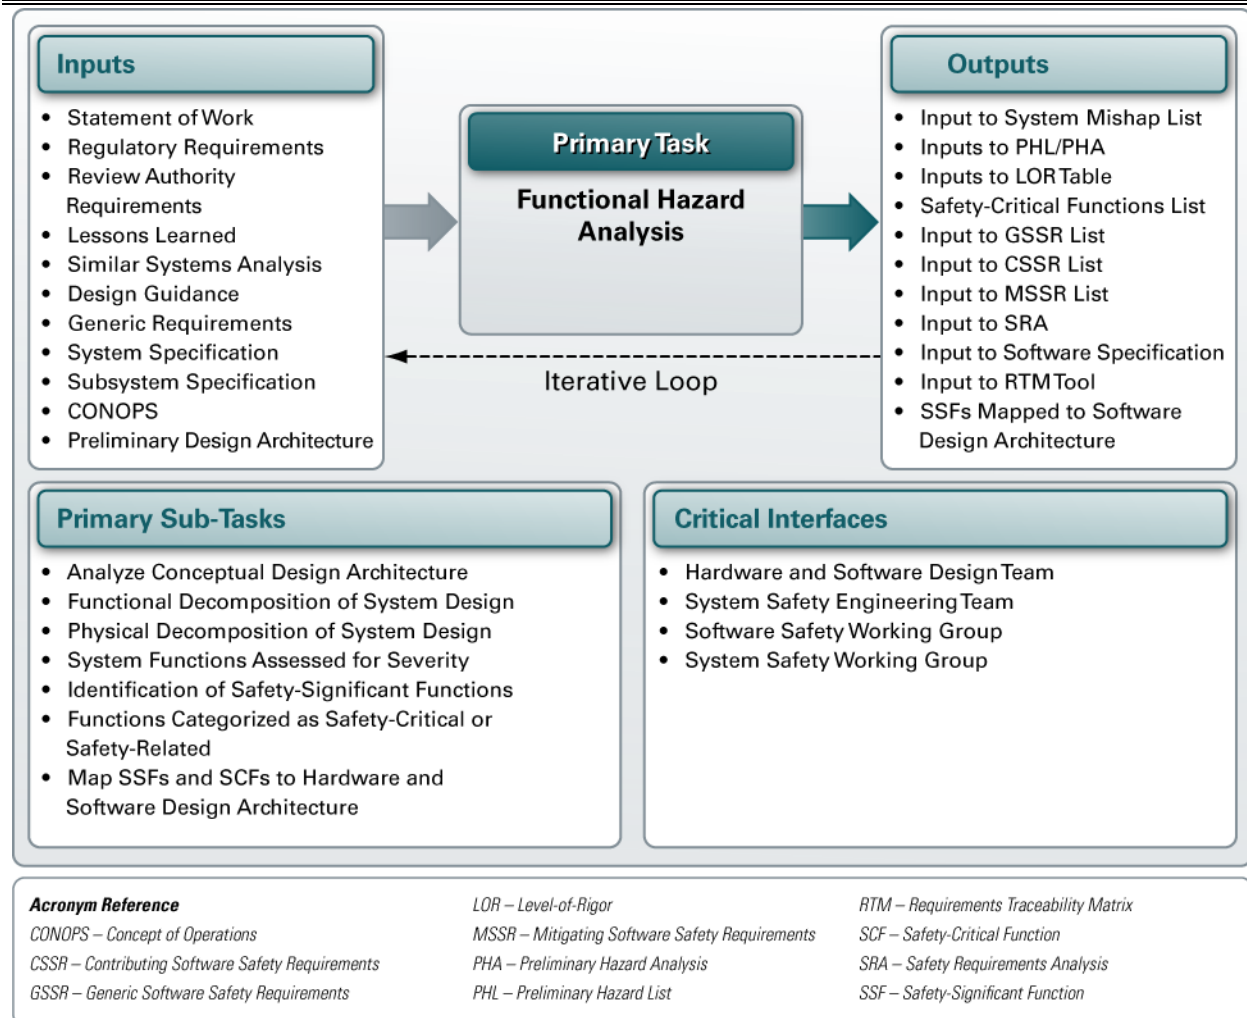 Inputs
• Statement of Work
• Regulatory Requirements
• Review Authority
Requirements
• Lessons Learned
• Similar Systems Analysis
• Design Guidance
• Generic Requirements
• System Specification
• Subsystem Specification
• CONOPS
• Preliminary Design Architecture
Primary Task
Functional Hazard
Analysis
Iterative Loop
Outputs
• Input to System Mishap List
• Inputs to PHL/PHA
• Inputs to LOR Table
• Safety-Critical Functions List
• Input to GSSR List
• Input to CSSR List
• Input to MSSR List
• Input to SRA
• Input to Software Specification
• Input to RTM Tool
• SSFs Mapped to Software
Design Architecture
Primary Sub-Tasks
• Analyze Conceptual Design Architecture
• Functional Decomposition of System Design
• Physical Decomposition of System Design
• System Functions Assessed for Severity
• Identification of Safety-Significant Functions
• Functions Categorized as Safety-Critical or
Safety-Related
• Map SSFs and SCFs to Hardware and
Software Design Architecture
Critical Interfaces
• Hardware and Software Design Team
• System Safety Engineering Team
• Software Safety Working Group
• System Safety Working Group
Acronym Reference
CONOPS – Concept of Operations
CSSR – Contributing Software Safety Requirements
GSSR – Generic Software Safety Requirements
LOR – Level-of-Rigor
MSSR – Mitigating Software Safety Requirements
PHA – Preliminary Hazard Analysis
PHL – Preliminary Hazard List
RTM – Requirements Traceability Matrix
SCF – Safety-Critical Function
SRA – Safety Requirements Analysis
SSF – Safety-Significant Function